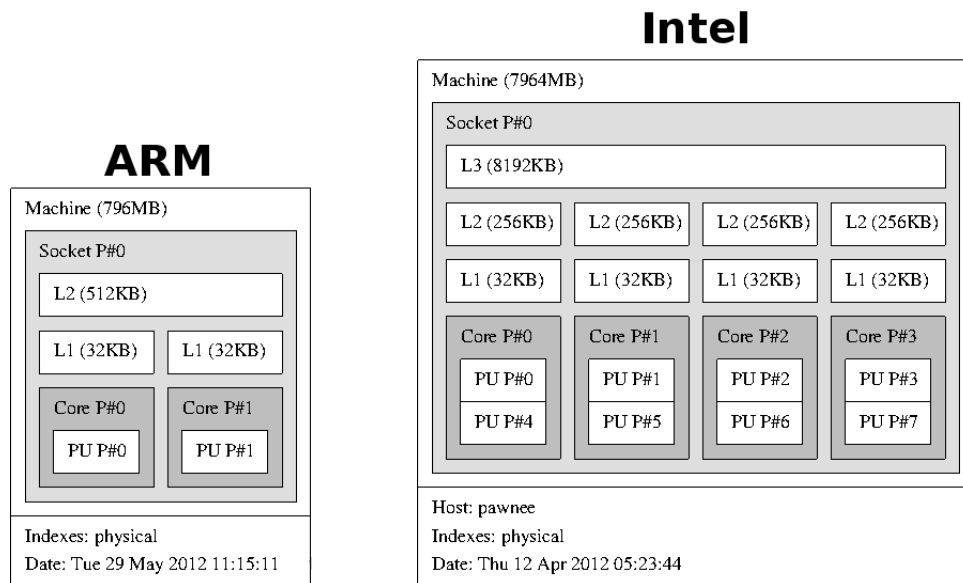 ARM
Machine (796MB)
Socket P#0
L2 (512KB)
L1 (32KB) L1 (32KB)
Core P#0 Core P#1
PU P#0 PU P#1
Indexes: physical
Date: Tue 29 May 2012 11:15:11
Intel
Machine (7964MB)
Socket P#0
L3 (8192KB)
L2 (256KB) L2 (256KB) L2 (256KB) L2 (256KB)
L1 (32KB) L1 (32KB) L1 (32KB) L1 (32KB)
Core P#0 Core P#1 Core P#2 Core P#3
PU P#0 PU P#1 PU P#2 PU P#3
PU P#4 PU P#5 PU P#6 PU P#7
Host: pawnee
Indexes: physical
Date: Thu 12 Apr 2012 05:23:44